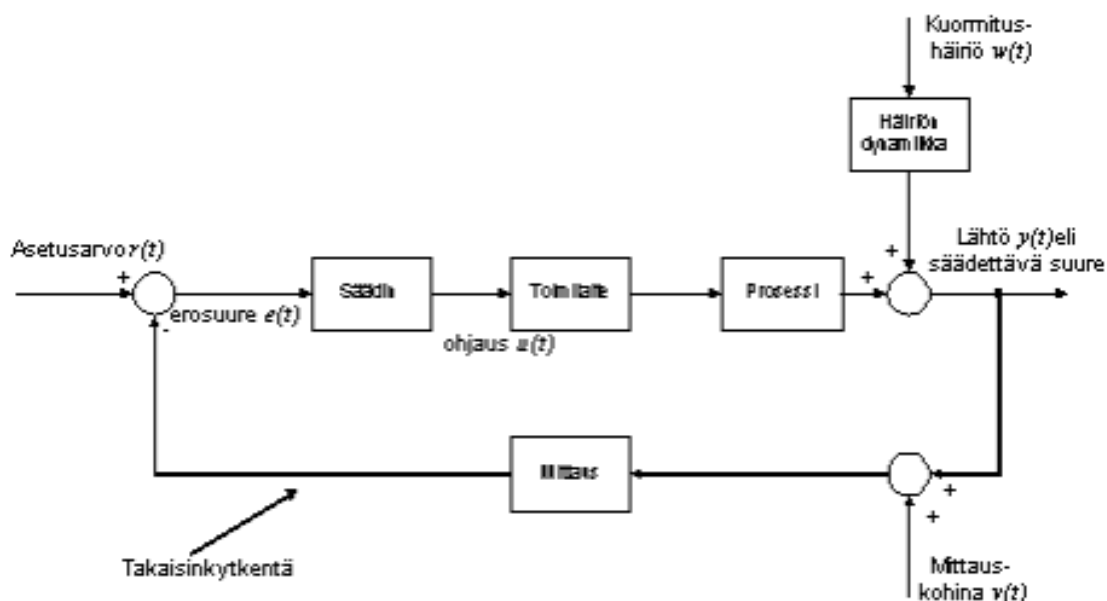 Kuormitus-
häiriö w(t)
Häiriön
dynamiikka
Asetusarvo r(t)
+
+
+
Lähtö y(t) eli
säädettävä suure
Säädin
Toimilaite
Prosessi
erosuure e(t)
-
ohjaus u(t)
Mittaus
+
+
Takaisinkytkentä
Mittaus-
kohina v(t)